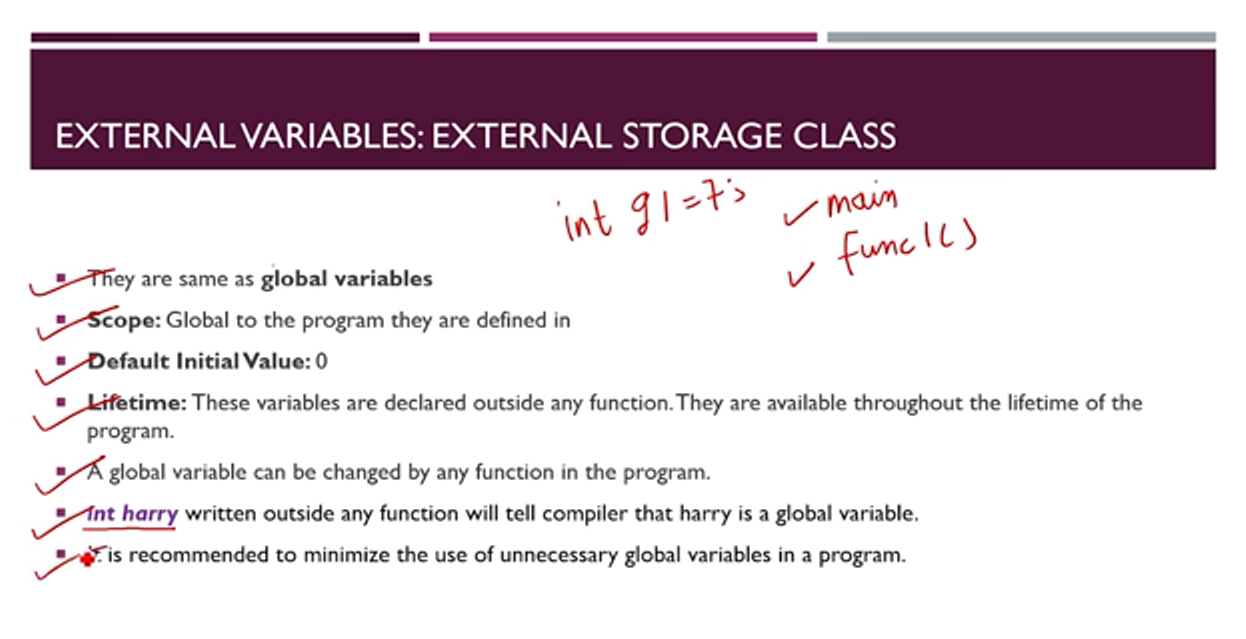 EXTERNAL VARIABLES: EXTERNAL STORAGE CLASS
int g1=7;
main
func1()
They are same as global variables
Scope: Global to the program they are defined in
Default Initial Value: 0
Lifetime: These variables are declared outside any function. They are available throughout the lifetime of the
program.
A global variable can be changed by any function in the program.
int harry written outside any function will tell compiler that harry is a global variable.
It is recommended to minimize the use of unnecessary global variables in a program.